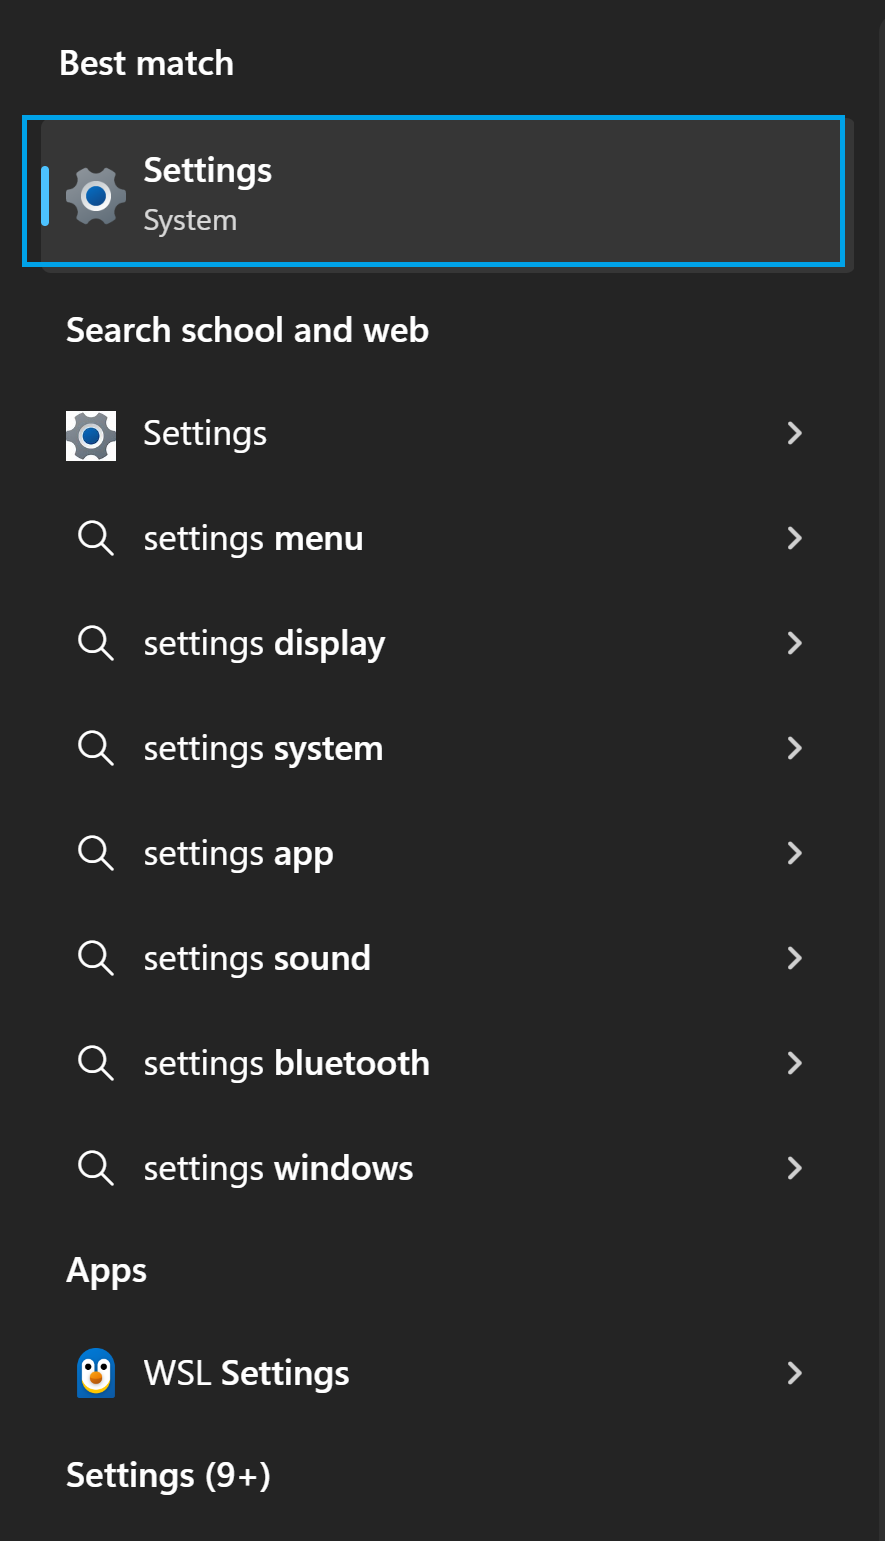 Best match
Settings
System
Search school and web
Settings
settings menu
settings display
settings system
settings app
settings sound
settings bluetooth
settings windows
Apps
WSL Settings
Settings (9+)